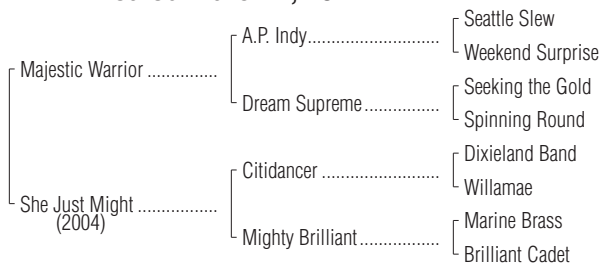 Seattle Slew
A.P. Indy
Weekend Surprise
Majestic Warrior
Seeking the Gold
Dream Supreme
Spinning Round
Dixieland Band
Citidancer
Willamae
She Just Might
(2004)
Marine Brass
Mighty Brilliant
Brilliant Cadet